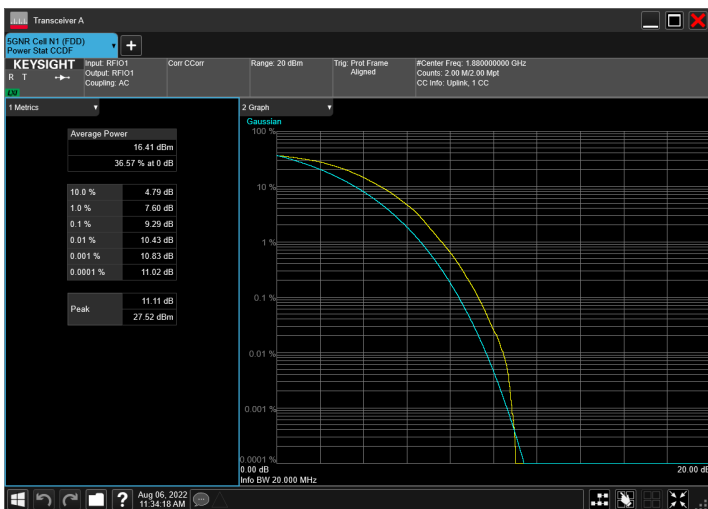 Transceiver A
5GNR Cell N1 (FDD)
Power Stat CCDF
KEYSIGHT
R T
LXI
Input: RFIO1
Output: RFIO1
Coupling: AC
Corr CCorr
Range: 20 dBm
Trig: Prot Frame
Aligned
#Center Freq: 1.880000000 GHz
Counts: 2.00 M/2.00 Mpt
CC Info: Uplink, 1 CC
1 Metrics
Average Power
16.41 dBm
36.57 % at 0 dB
10.0 % 4.79 dB
1.0 % 7.60 dB
0.1 % 9.29 dB
0.01 % 10.43 dB
0.001 % 10.83 dB
0.0001 % 11.02 dB
Peak
11.11 dB
27.52 dBm
2 Graph
Gaussian
100 %
10 %
1 %
0.1 %
0.01 %
0.001 %
0.0001 %
0.00 dB 20.00 dB
Info BW 20.000 MHz
?
Aug 06, 2022
11:34:18 AM